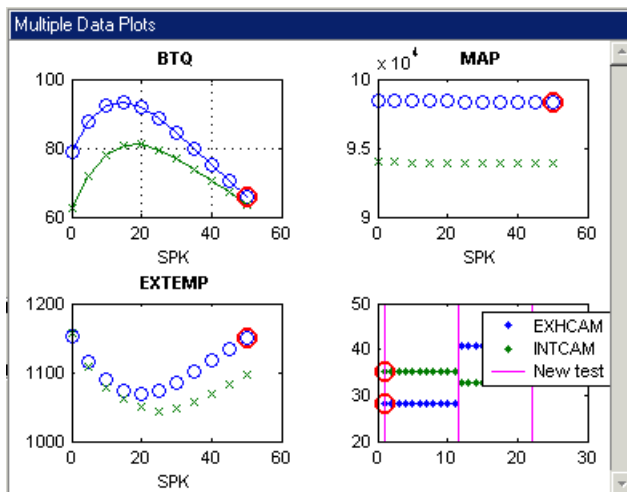 Multiple Data Plots
BTQ
100
80
60
0 20 40 60
SPK
MAP
x 10^4
10
9.5
9
0 20 40 60
SPK
EXTEMP
1200
1100
1000
0 20 40 60
SPK
50
40
30
20
0 10 20 30
EXHCAM
INTCAM
New test